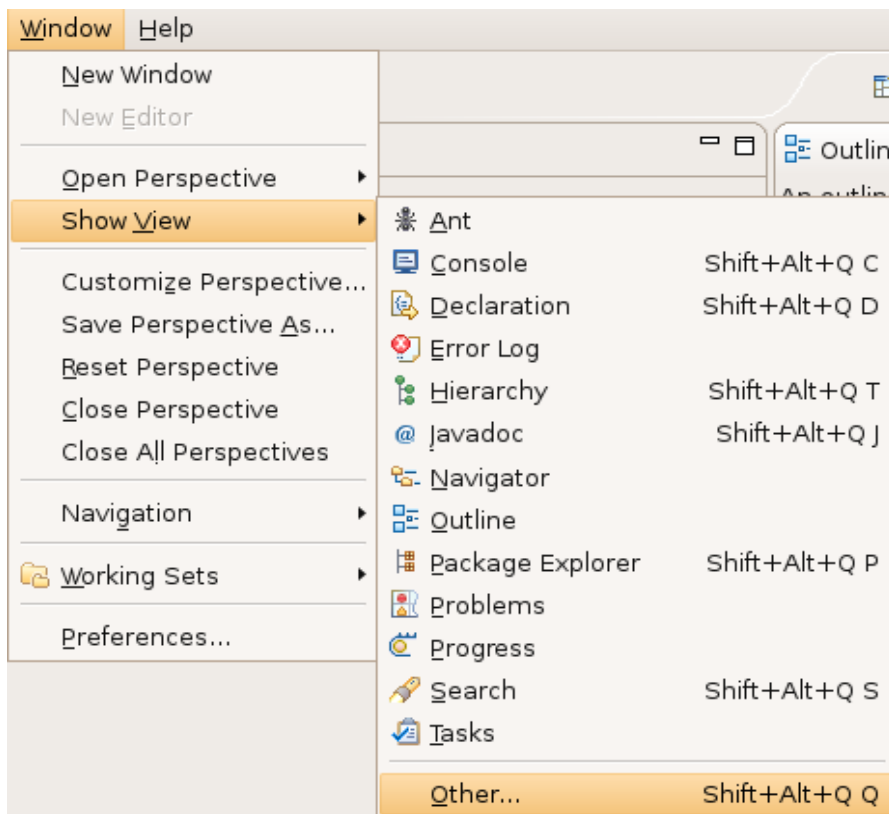 Window Help
New Window
New Editor
Outlin
Open Perspective
An outlin
Show View
Ant
Console Shift+Alt+Q C
Customize Perspective...
Declaration Shift+Alt+Q D
Save Perspective As...
Error Log
Reset Perspective
Hierarchy Shift+Alt+Q T
Close Perspective
Javadoc Shift+Alt+Q J
Close All Perspectives
Navigator
Navigation
Outline
Package Explorer Shift+Alt+Q P
Working Sets
Problems
Preferences...
Progress
Search Shift+Alt+Q S
Tasks
Other... Shift+Alt+Q Q